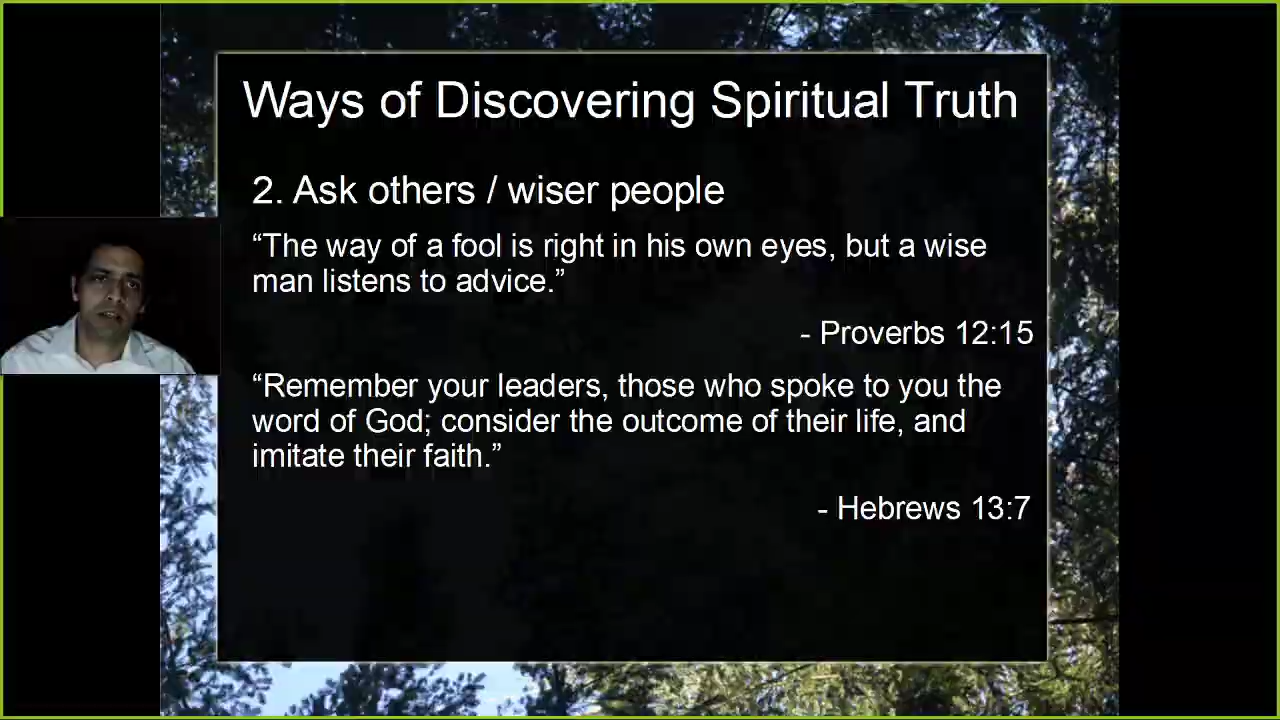 Ways of Discovering Spiritual Truth
2. Ask others / wiser people
“The way of a fool is right in his own eyes, but a wise
man listens to advice.”
- Proverbs 12:15
“Remember your leaders, those who spoke to you the
word of God; consider the outcome of their life, and
imitate their faith.”
- Hebrews 13:7